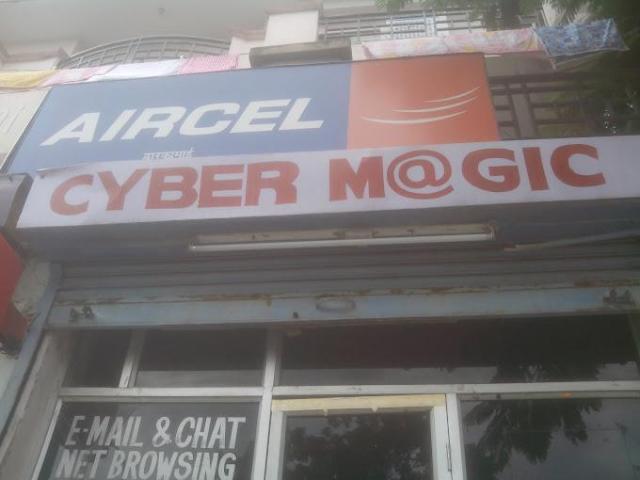 AIRCEL
CYBER M@GIC
E-MAIL & CHAT
NET BROWSING